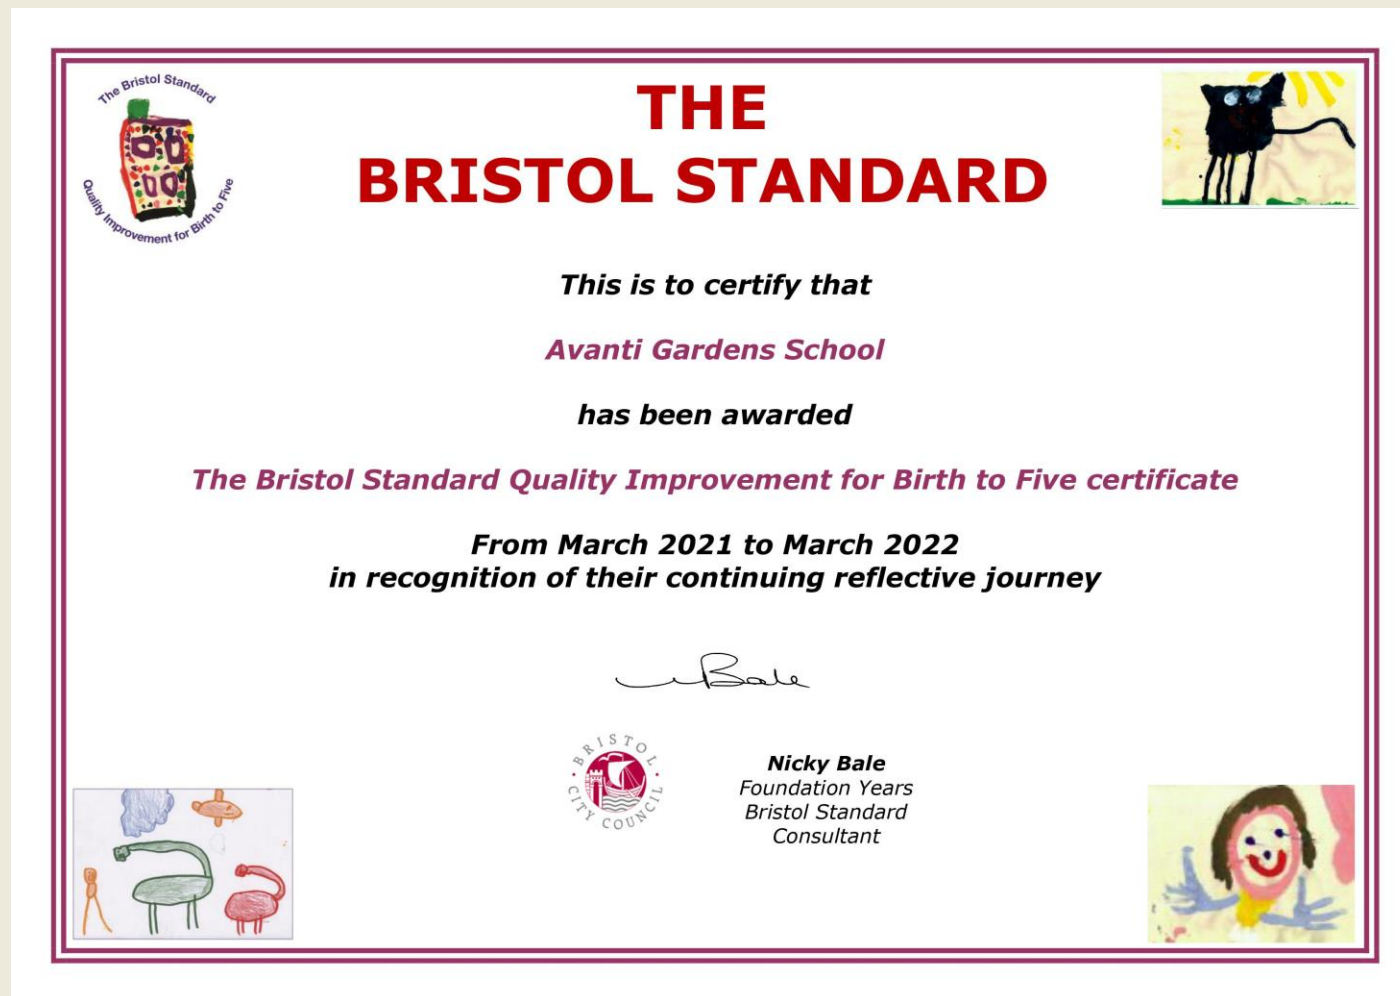 The Bristol Standard
Quality Improvement for Birth to Five
THE
BRISTOL STANDARD
This is to certify that
Avanti Gardens School
has been awarded
The Bristol Standard Quality Improvement for Birth to Five certificate
From March 2021 to March 2022
in recognition of their continuing reflective journey
Bale
BRISTOL
CITY COUNCIL
Nicky Bale
Foundation Years
Bristol Standard
Consultant